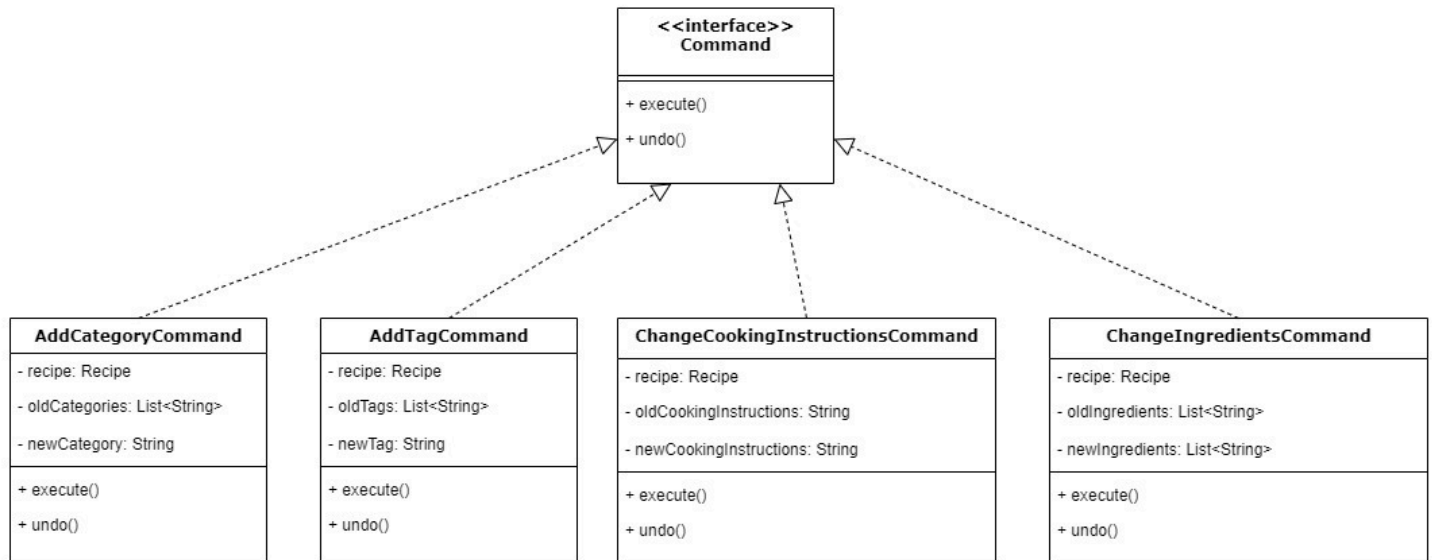 <<interface>>
Command
+ execute()
+ undo()
AddCategoryCommand
- recipe: Recipe
- oldCategories: List<String>
- newCategory: String
+ execute()
+ undo()
AddTagCommand
- recipe: Recipe
- oldTags: List<String>
- newTag: String
+ execute()
+ undo()
ChangeCookingInstructionsCommand
- recipe: Recipe
- oldCookingInstructions: String
- newCookingInstructions: String
+ execute()
+ undo()
ChangeIngredientsCommand
- recipe: Recipe
- oldIngredients: List<String>
- newIngredients: List<String>
+ execute()
+ undo()